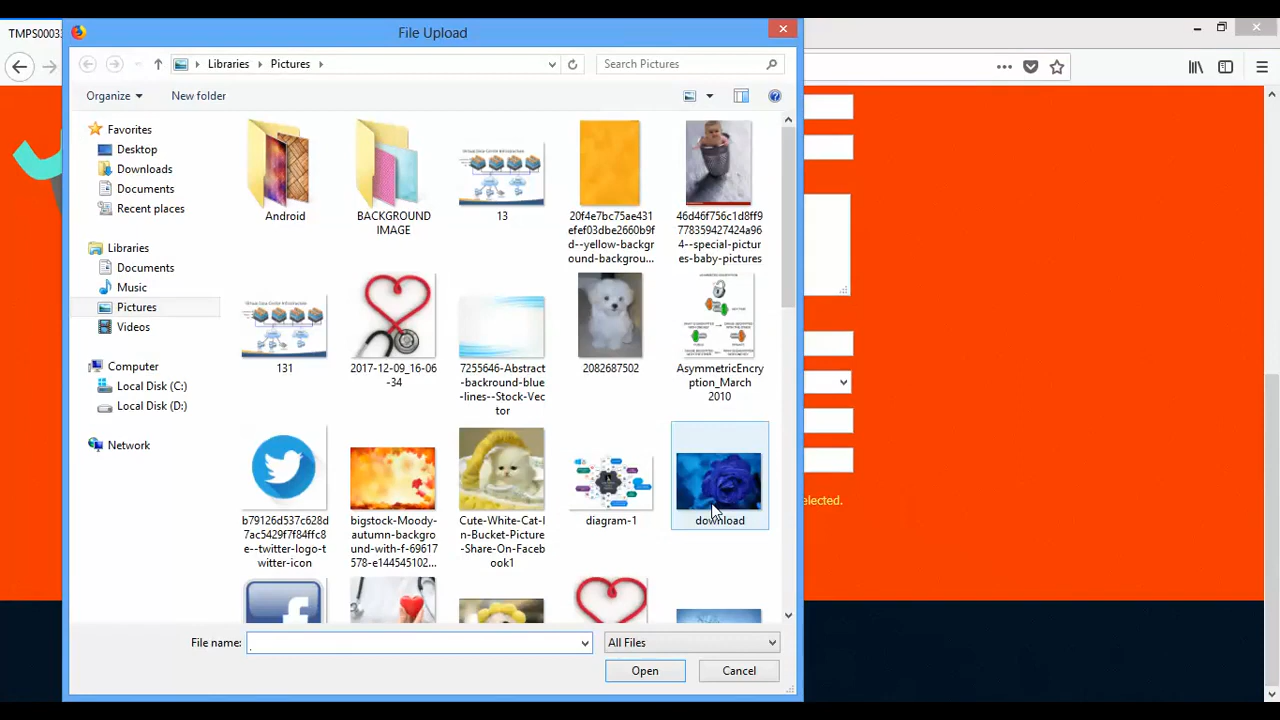 TMPS00033
File Upload
Libraries
Pictures
Search Pictures
Organize
New folder
Favorites
Desktop
Downloads
Documents
Recent places
Libraries
Documents
Music
Pictures
Videos
Computer
Local Disk (C:)
Local Disk (D:)
Network
Android
BACKGROUND
IMAGE
13
20f4e7bc75ae431
efef03dbe2660b9f
d--yellow-backgr
ound-backgrou...
46d46f756c1d8ff9
778359427424a96
4--special-pictur
es-baby-pictures
131
2017-12-09_16-06
-34
7255646-Abstract
-backround-blue
-lines--Stock-Vec
tor
2082687502
AsymmetricEncry
ption_March
2010
b79126d537c628d
7ac5429f7f84ffc8
e--twitter-logo-t
witter-icon
bigstock-Moody-
autumn-backgro
und-with-f-69617
578-e144545102...
Cute-White-Cat-I
n-Bucket-Picture
-Share-On-Faceb
ook1
diagram-1
download
elected.
File name:
All Files
Open
Cancel